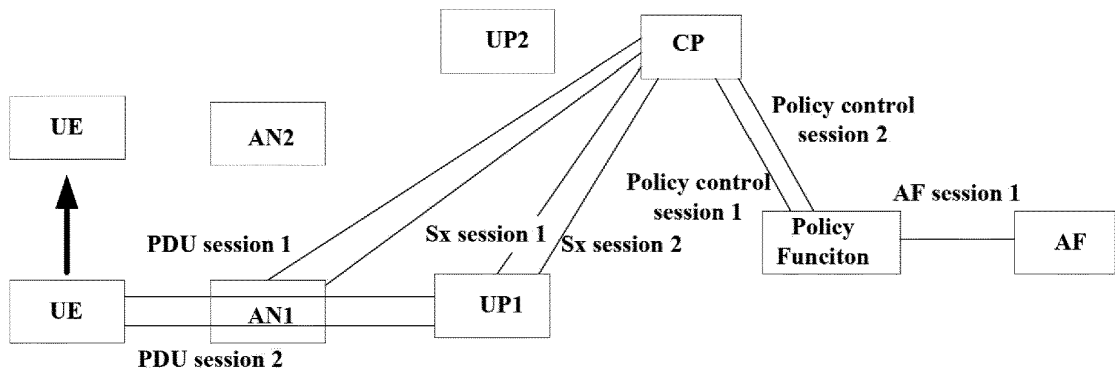 UP2
CP
UE
AN2
Policy control
session 2
Policy control
session 1
AF session 1
PDU session 1
Sx session 1
Sx session 2
Policy
Funciton
AF
UE
AN1
UP1
PDU session 2